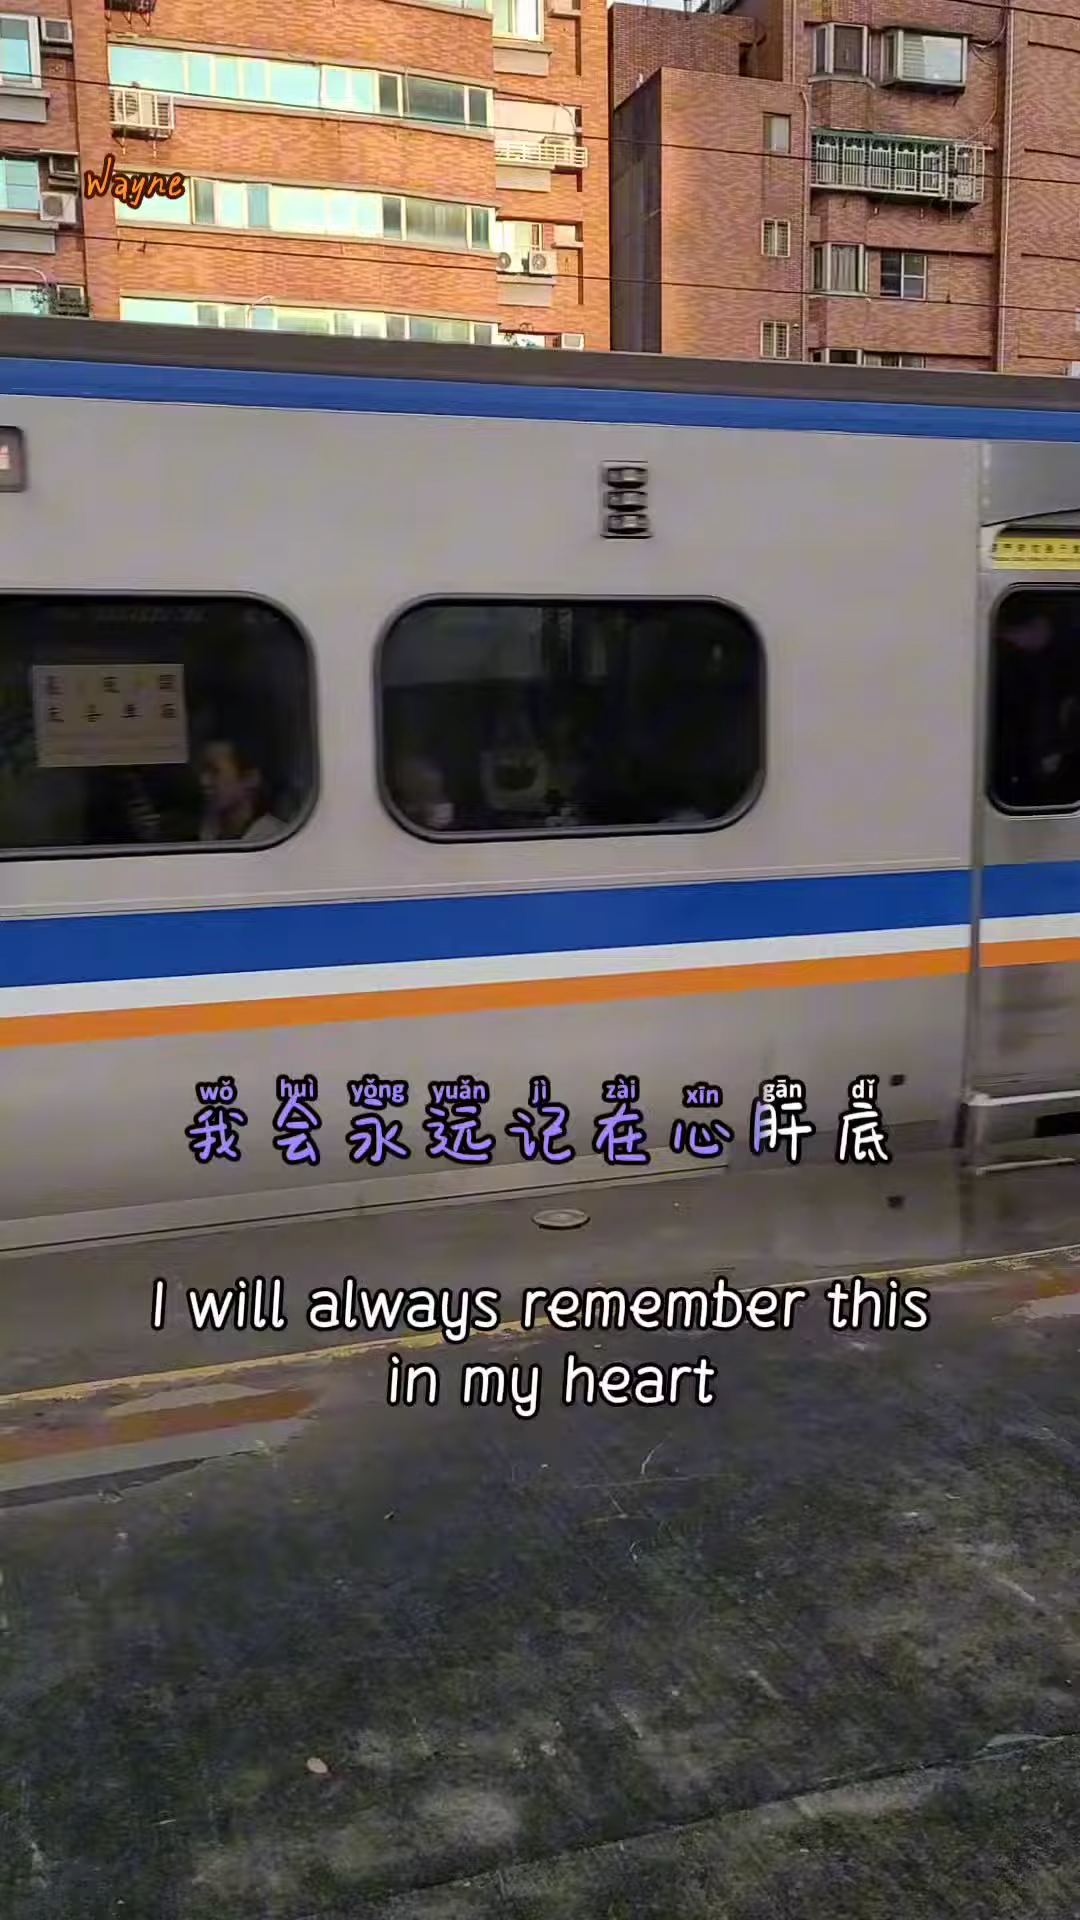 Wayne
wǒ huì yǒng yuǎn jì zài xīn gān dǐ
我会永远记在心肝底
I will always remember this
in my heart